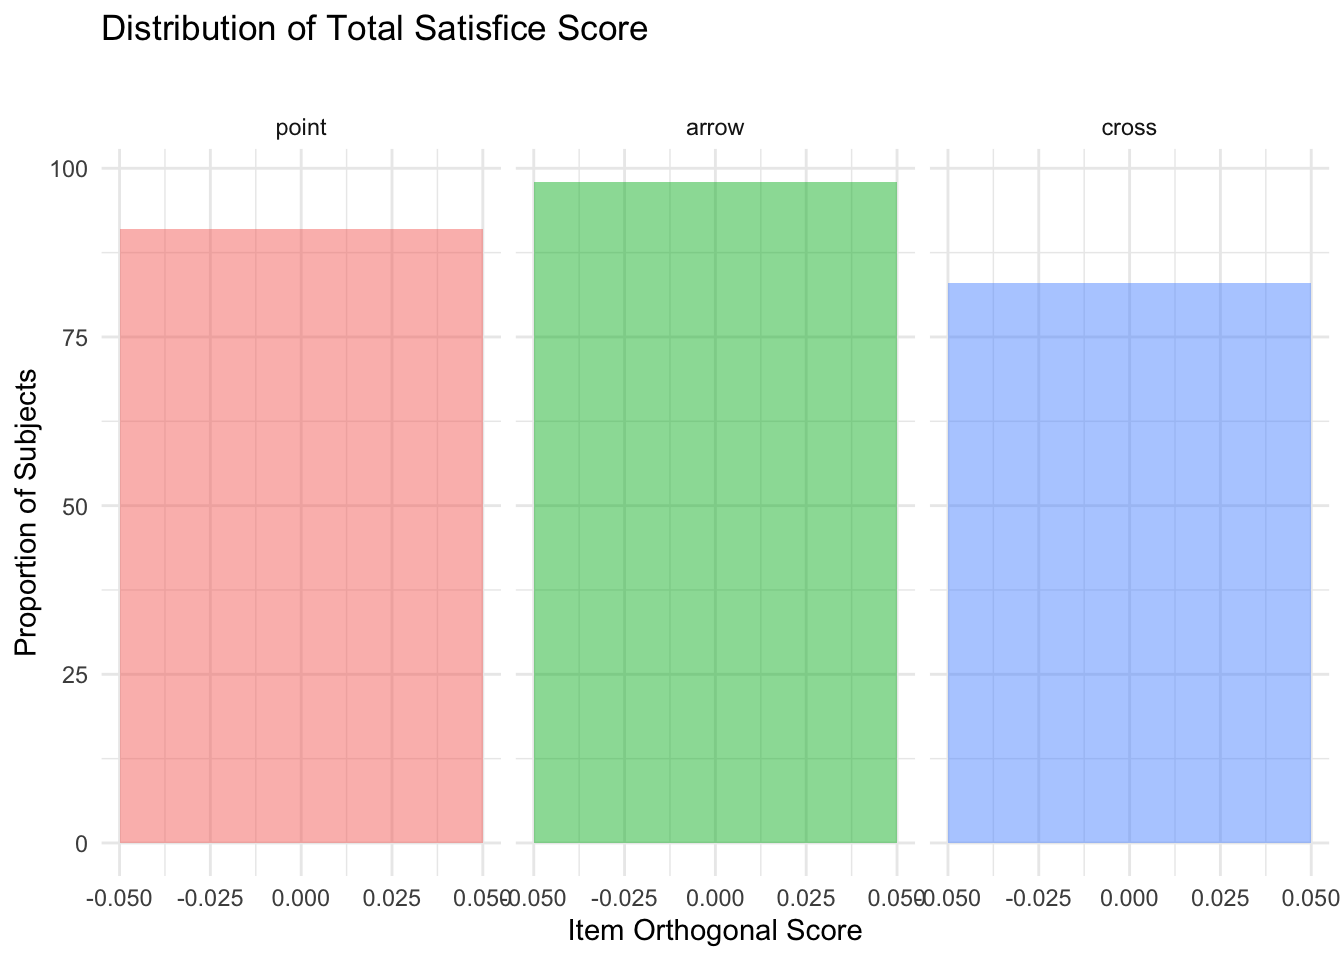 Distribution of Total Satisfice Score
point arrow cross
100
75
50
25
0
Proportion of Subjects
-0.050 -0.025 0.000 0.025 0.050 -0.050 -0.025 0.000 0.025 0.050 -0.050 -0.025 0.000 0.025 0.050
Item Orthogonal Score